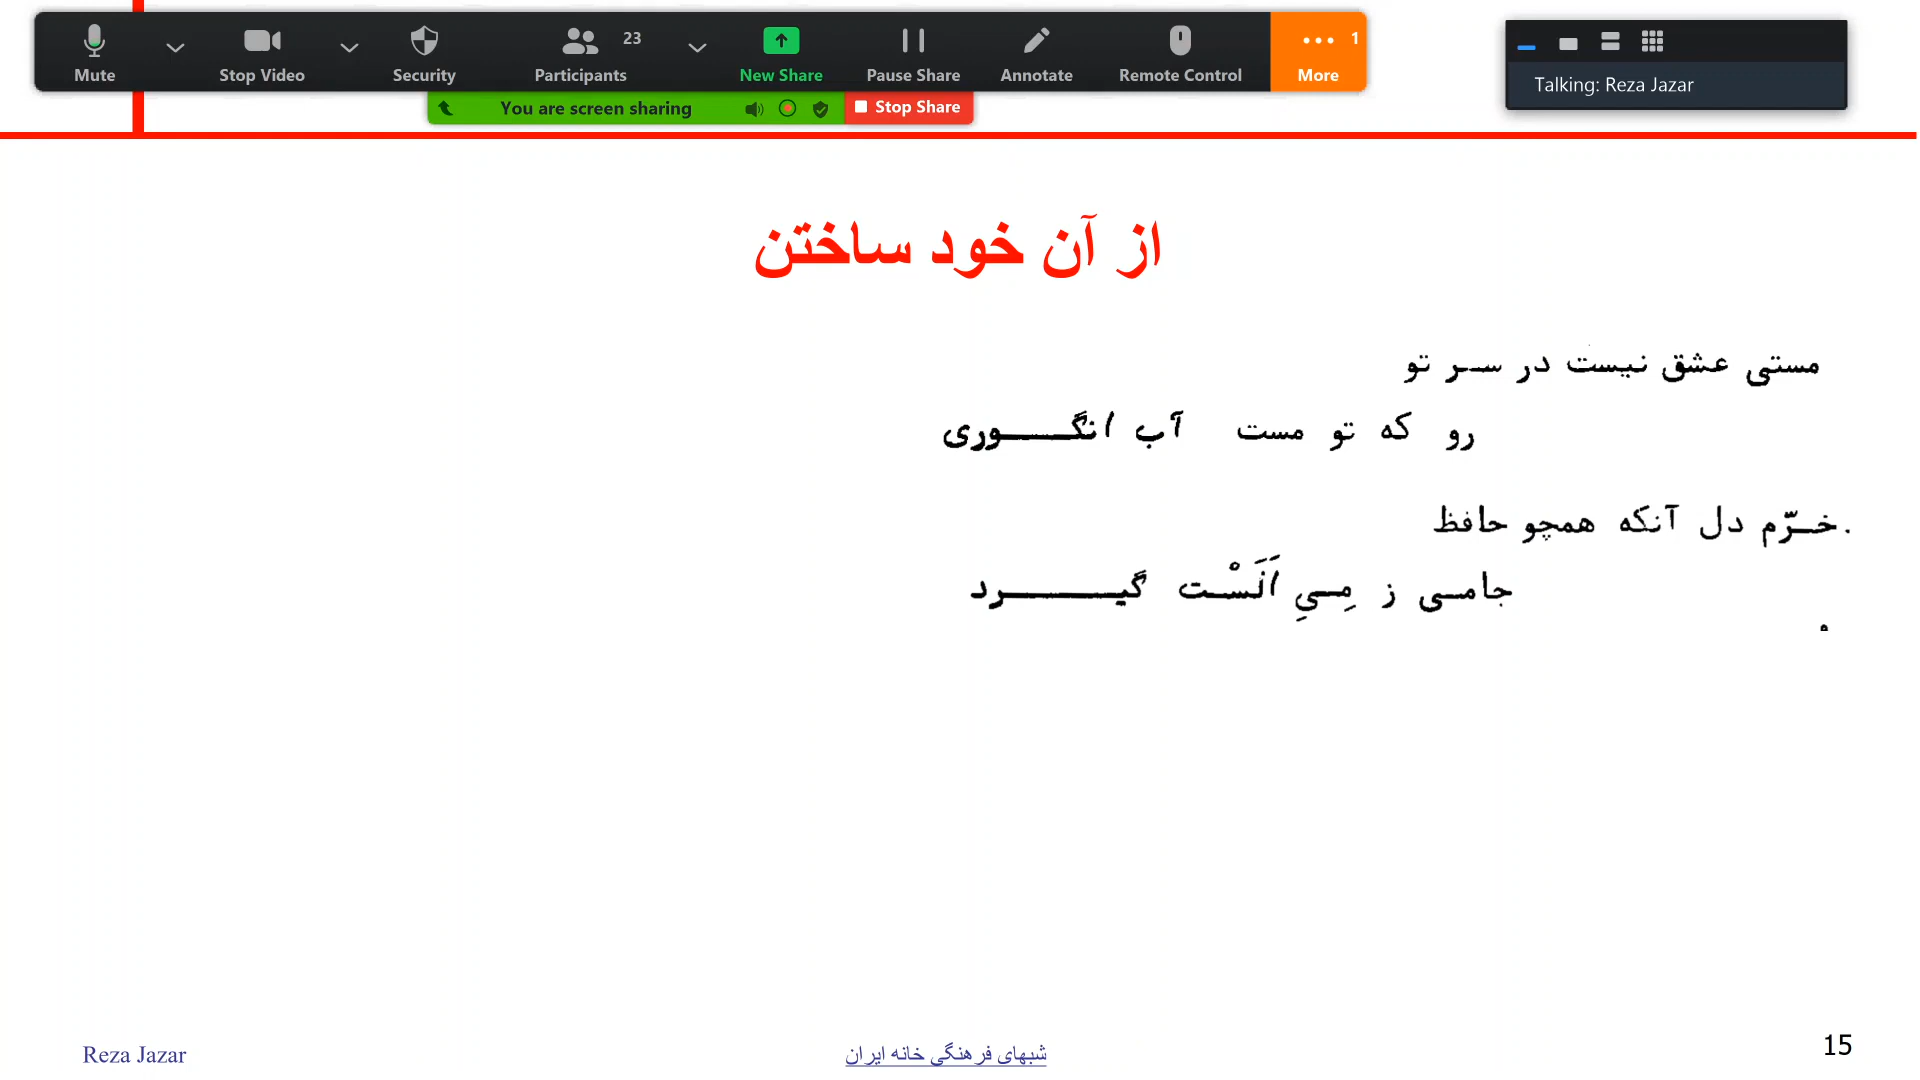 Mute
Stop Video
Security
Participants
23
New Share
Pause Share
Annotate
Remote Control
More
1
You are screen sharing
Stop Share
Talking: Reza Jazar
از آن خود ساختن
مستی عشق نیست در سر تو
رو که تو مست آب انگوری
خرّم دل آنکه همچو حافظ.
جامی ز مِیِ اَلَسْت گیرد
Reza Jazar
شبهای فرهنگی خانه ایران
15